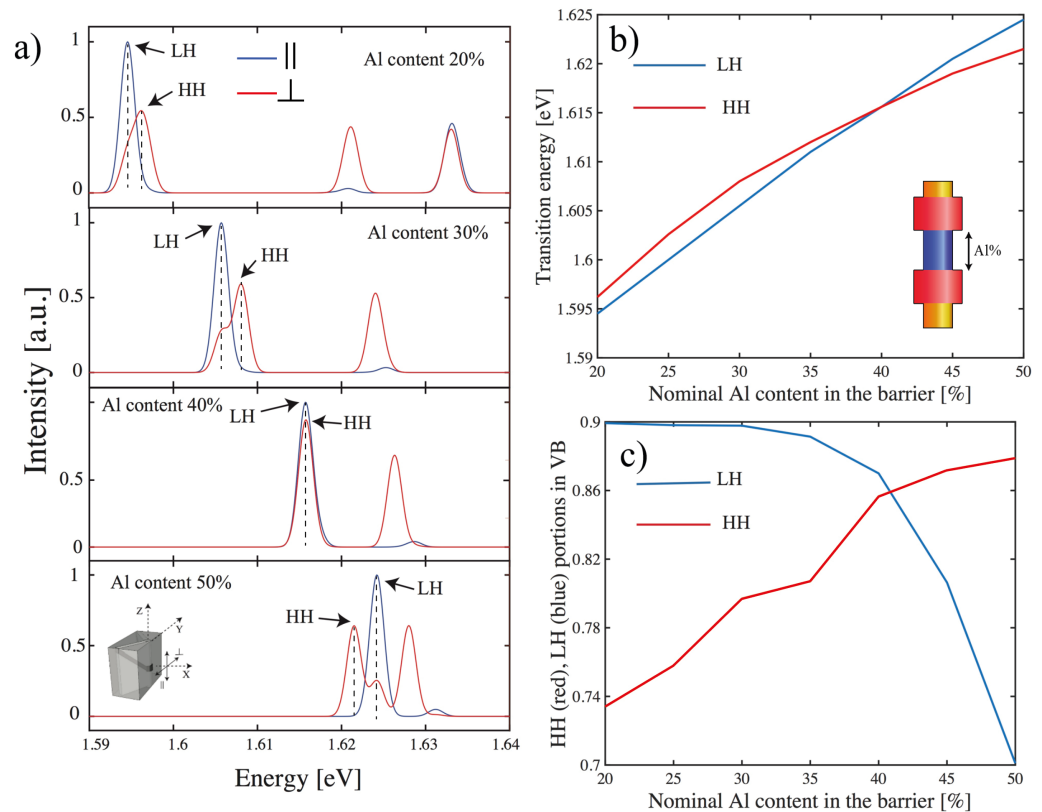 a)
LH
HH
||
⊥
Al content 20%
1
0.5
0
LH
HH
Al content 30%
1
0.5
0
Al content 40%
LH
HH
1
0.5
0
Al content 50%
LH
HH
1
0.5
0
Z
Y
⊥
X
||
1.59
1.6
1.61
1.62
1.63
1.64
Intensity [a.u.]
Energy [eV]
b)
LH
HH
Al%
1.625
1.62
1.615
1.61
1.605
1.6
1.595
1.59
20
25
30
35
40
45
50
Transition energy [eV]
Nominal Al content in the barrier [%]
c)
LH
HH
0.9
0.86
0.82
0.78
0.74
0.7
20
25
30
35
40
45
50
HH (red), LH (blue) portions in VB
Nominal Al content in the barrier [%]